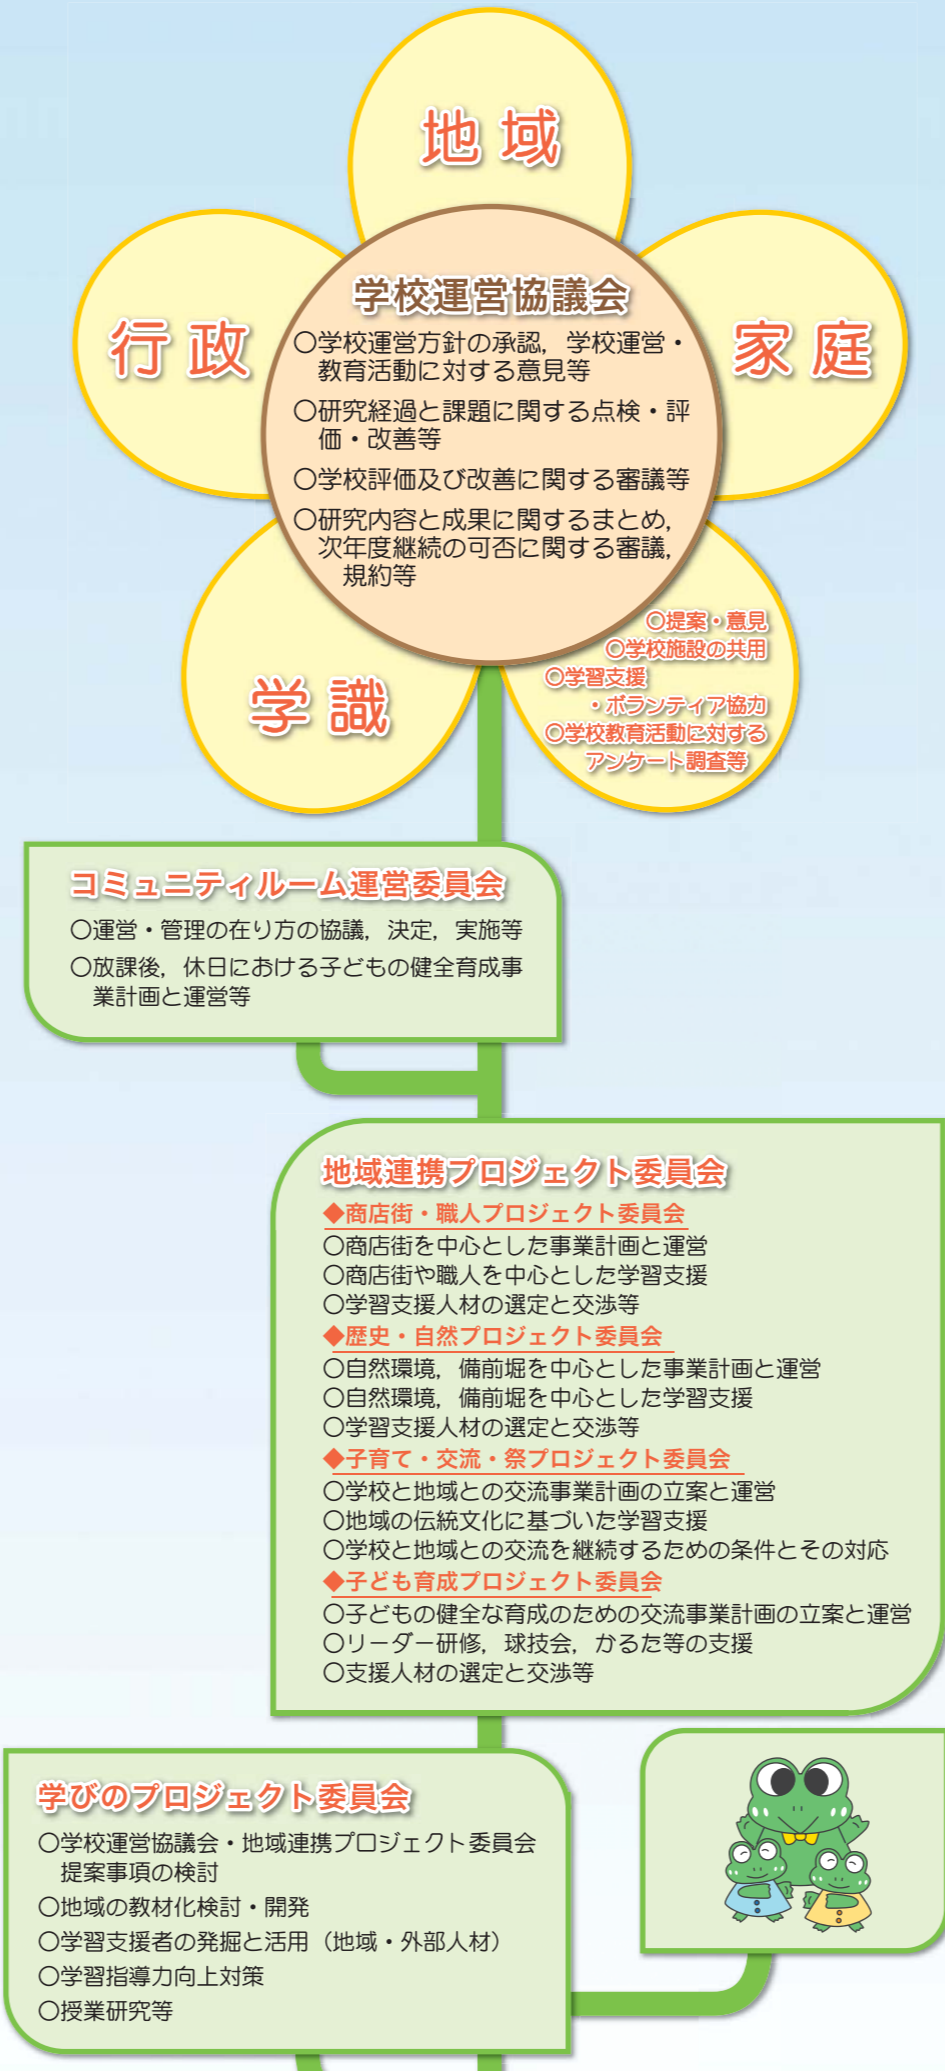 地域
行政
家庭
学校運営協議会
〇学校運営方針の承認，学校運営・
教育活動に対する意見等
〇研究経過と課題に関する点検・評
価・改善等
〇学校評価及び改善に関する審議等
〇研究内容と成果に関するまとめ，
次年度継続の可否に関する審議，
規約等
学識
〇提案・意見
〇学校施設の共用
〇学習支援
・ボランティア協力
〇学校教育活動に対する
アンケート調査等
コミュニティルーム運営委員会
〇運営・管理の在り方の協議，決定，実施等
〇放課後，休日における子どもの健全育成事
業計画と運営等
地域連携プロジェクト委員会
◆商店街・職人プロジェクト委員会
〇商店街を中心とした事業計画と運営
〇商店街や職人を中心とした学習支援
〇学習支援人材の選定と交渉等
◆歴史・自然プロジェクト委員会
〇自然環境，備前堀を中心とした事業計画と運営
〇自然環境，備前堀を中心とした学習支援
〇学習支援人材の選定と交渉等
◆子育て・交流・祭プロジェクト委員会
〇学校と地域との交流事業計画の立案と運営
〇地域の伝統文化に基づいた学習支援
〇学校と地域との交流を継続するための条件とその対応
◆子ども育成プロジェクト委員会
〇子どもの健全な育成のための交流事業計画の立案と運営
〇リーダー研修，球技会，かるた等の支援
〇支援人材の選定と交渉等
学びのプロジェクト委員会
〇学校運営協議会・地域連携プロジェクト委員会
提案事項の検討
〇地域の教材化検討・開発
〇学習支援者の発掘と活用（地域・外部人材）
〇学習指導力向上対策
〇授業研究等